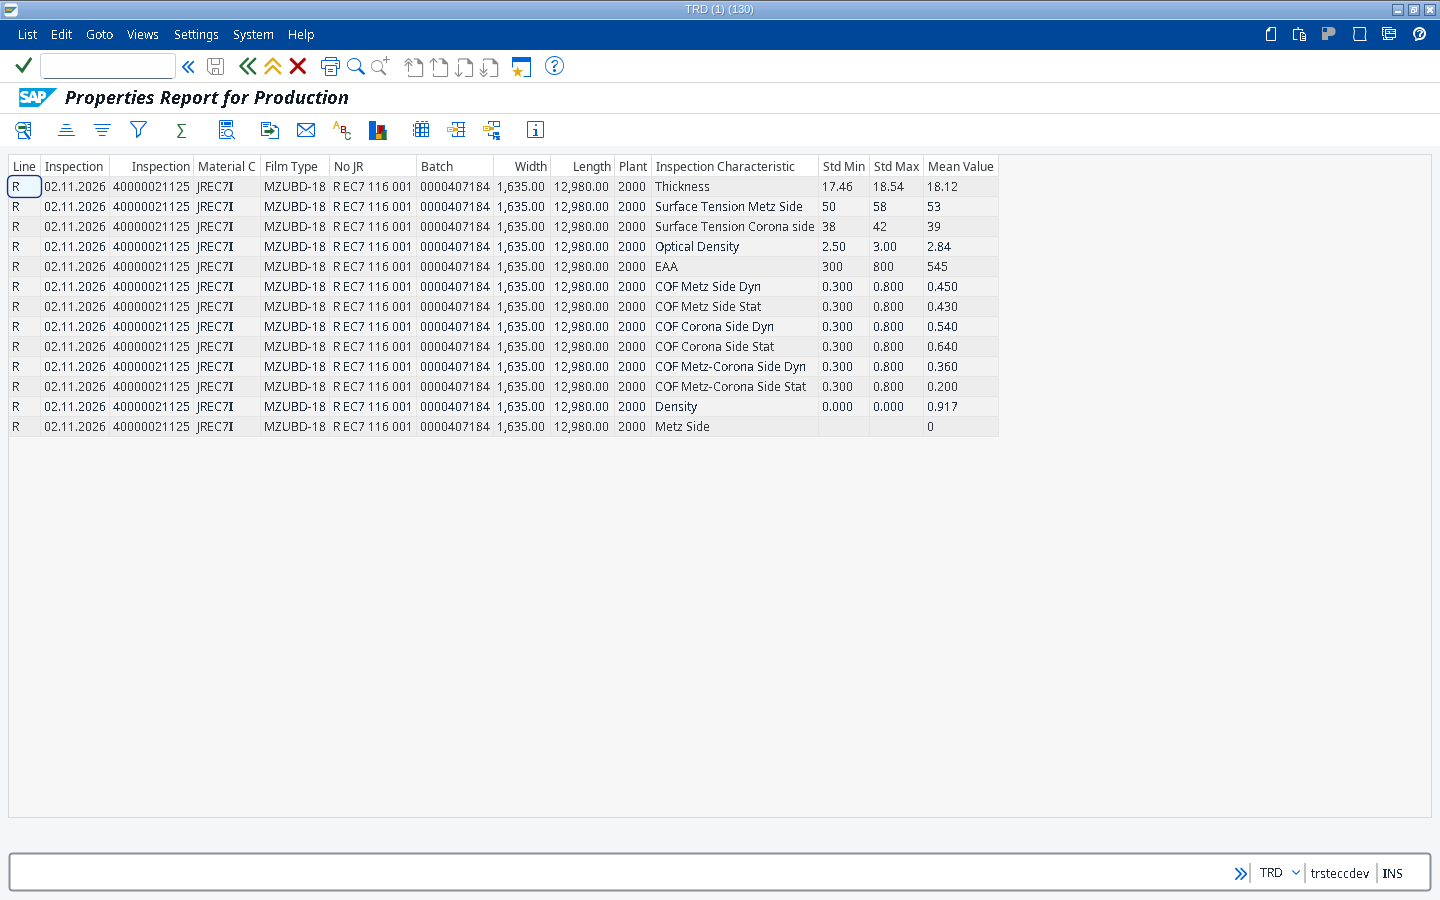 TRD (1) (130)
List Edit Goto Views Settings System Help
SAP Properties Report for Production
Line Inspection Inspection Material C Film Type No JR Batch Width Length Plant Inspection Characteristic Std Min Std Max Mean Value
R 02.11.2026 40000021125 JREC7I MZUBD-18 R EC7 116 001 0000407184 1,635.00 12,980.00 2000 Thickness 17.46 18.54 18.12
R 02.11.2026 40000021125 JREC7I MZUBD-18 R EC7 116 001 0000407184 1,635.00 12,980.00 2000 Surface Tension Metz Side 50 58 53
R 02.11.2026 40000021125 JREC7I MZUBD-18 R EC7 116 001 0000407184 1,635.00 12,980.00 2000 Surface Tension Corona side 38 42 39
R 02.11.2026 40000021125 JREC7I MZUBD-18 R EC7 116 001 0000407184 1,635.00 12,980.00 2000 Optical Density 2.50 3.00 2.84
R 02.11.2026 40000021125 JREC7I MZUBD-18 R EC7 116 001 0000407184 1,635.00 12,980.00 2000 EAA 300 800 545
R 02.11.2026 40000021125 JREC7I MZUBD-18 R EC7 116 001 0000407184 1,635.00 12,980.00 2000 COF Metz Side Dyn 0.300 0.800 0.450
R 02.11.2026 40000021125 JREC7I MZUBD-18 R EC7 116 001 0000407184 1,635.00 12,980.00 2000 COF Metz Side Stat 0.300 0.800 0.430
R 02.11.2026 40000021125 JREC7I MZUBD-18 R EC7 116 001 0000407184 1,635.00 12,980.00 2000 COF Corona Side Dyn 0.300 0.800 0.540
R 02.11.2026 40000021125 JREC7I MZUBD-18 R EC7 116 001 0000407184 1,635.00 12,980.00 2000 COF Corona Side Stat 0.300 0.800 0.640
R 02.11.2026 40000021125 JREC7I MZUBD-18 R EC7 116 001 0000407184 1,635.00 12,980.00 2000 COF Metz-Corona Side Dyn 0.300 0.800 0.360
R 02.11.2026 40000021125 JREC7I MZUBD-18 R EC7 116 001 0000407184 1,635.00 12,980.00 2000 COF Metz-Corona Side Stat 0.300 0.800 0.200
R 02.11.2026 40000021125 JREC7I MZUBD-18 R EC7 116 001 0000407184 1,635.00 12,980.00 2000 Density 0.000 0.000 0.917
R 02.11.2026 40000021125 JREC7I MZUBD-18 R EC7 116 001 0000407184 1,635.00 12,980.00 2000 Metz Side 0
TRD trsteccdev INS